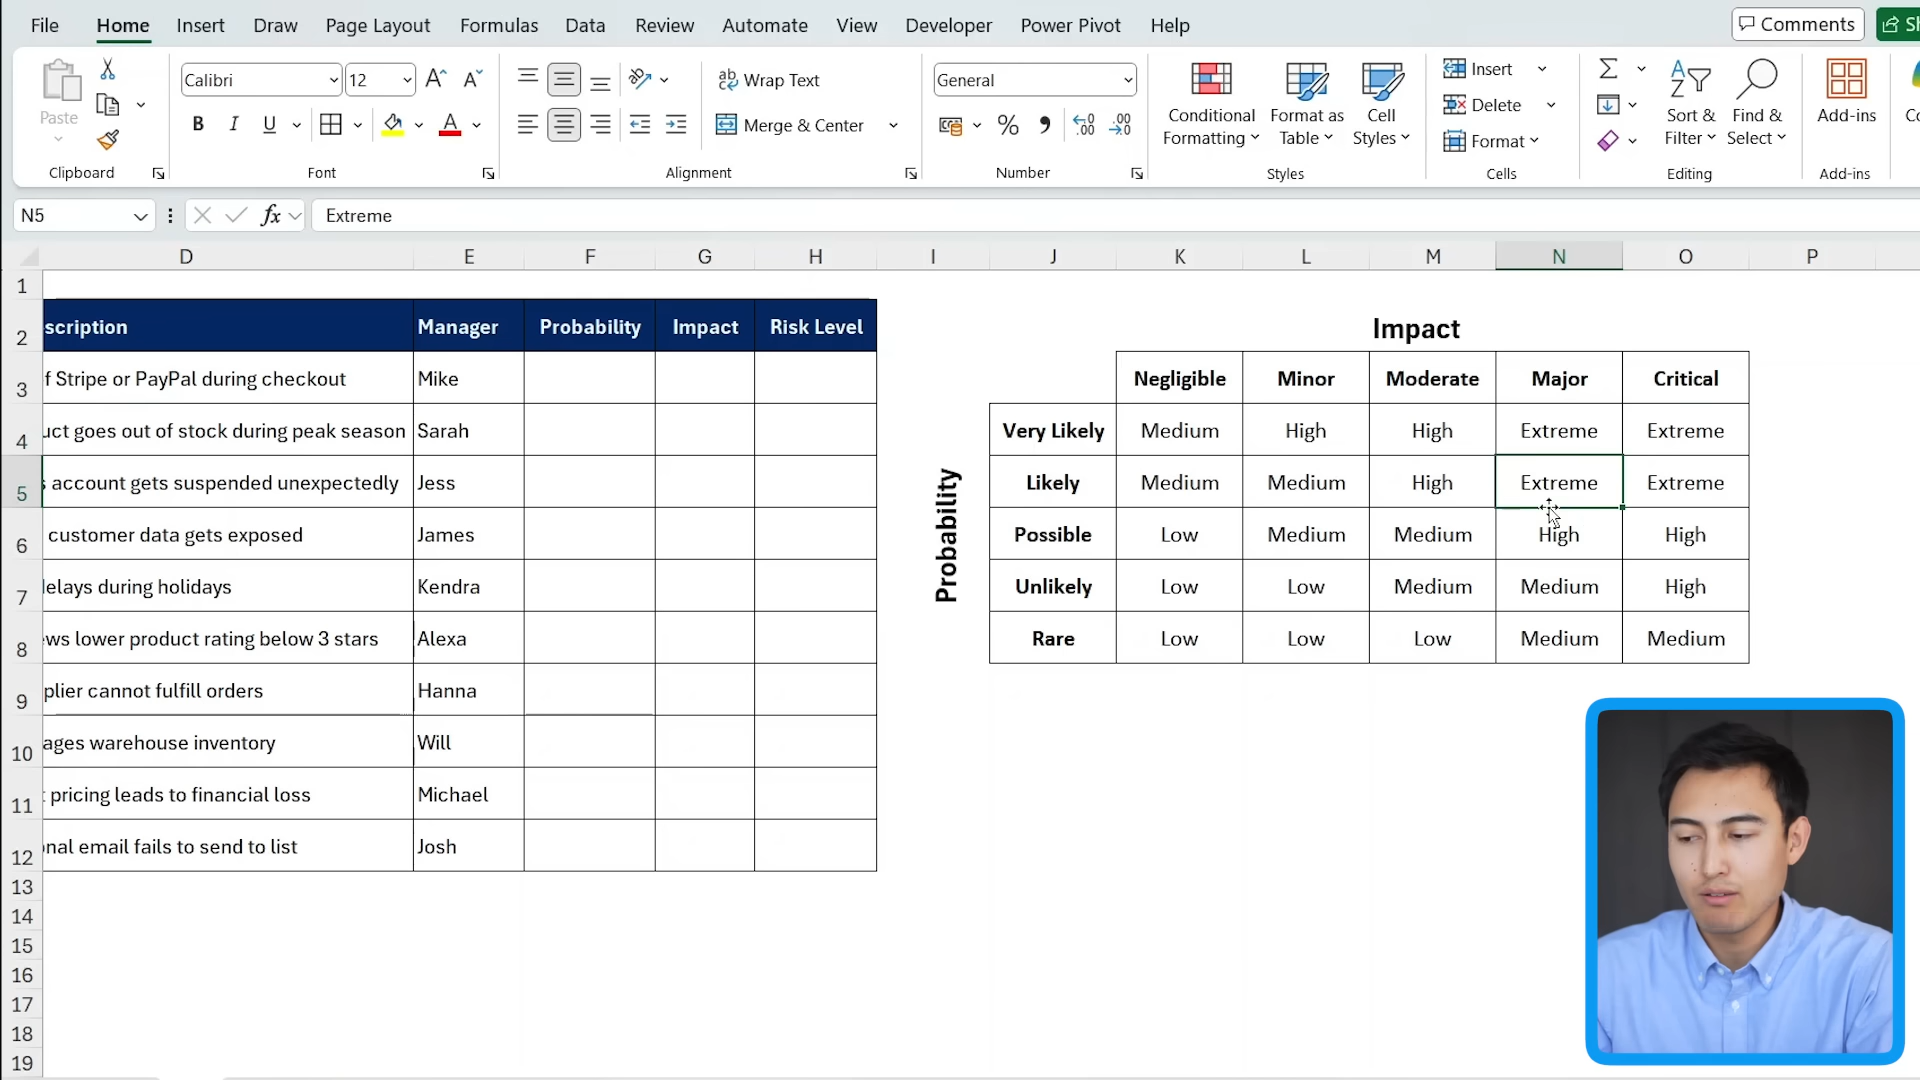 File Home Insert Draw Page Layout Formulas Data Review Automate View Developer Power Pivot Help Comments
Paste
Calibri 12
B I U A
Wrap Text
Merge & Center
General
Conditional Formatting
Format as Table
Cell Styles
Insert
Delete
Format
Sort & Filter
Find & Select
Add-ins
Clipboard Font Alignment Number Styles Cells Editing Add-ins
N5 fx Extreme
D E F G H I J K L M N O P
1
2 scription Manager Probability Impact Risk Level Impact
3 f Stripe or PayPal during checkout Mike Negligible Minor Moderate Major Critical
4 uct goes out of stock during peak season Sarah Very Likely Medium High High Extreme Extreme
5 s account gets suspended unexpectedly Jess Likely Medium Medium High Extreme Extreme
Probability
6 customer data gets exposed James Possible Low Medium Medium High High
7 delays during holidays Kendra Unlikely Low Low Medium Medium High
8 ews lower product rating below 3 stars Alexa Rare Low Low Low Medium Medium
9 plier cannot fulfill orders Hanna
10 ages warehouse inventory Will
11 pricing leads to financial loss Michael
12 onal email fails to send to list Josh
13
14
15
16
17
18
19